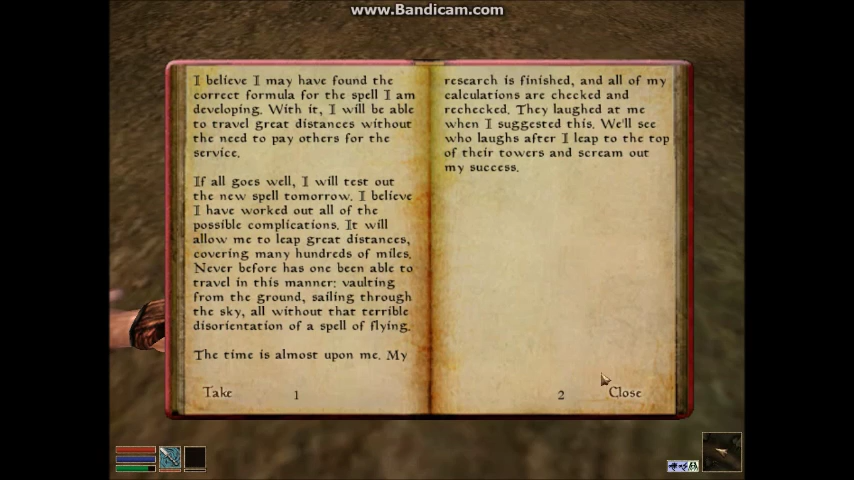 www.Bandicam.com
I believe I may have found the
correct formula for the spell I am
developing. With it, I will be able
to travel great distances without
the need to pay others for the
service.
If all goes well, I will test out
the new spell tomorrow. I believe
I have worked out all of the
possible complications. It will
allow me to leap great distances,
covering many hundreds of miles.
Never before has one been able to
travel in this manner: vaulting
from the ground, sailing through
the sky, all without that terrible
disorientation of a spell of flying.
The time is almost upon me. My
Take
1
research is finished, and all of my
calculations are checked and
rechecked. They laughed at me
when I suggested this. We'll see
who laughs after I leap to the top
of their towers and scream out
my success.
2
Close